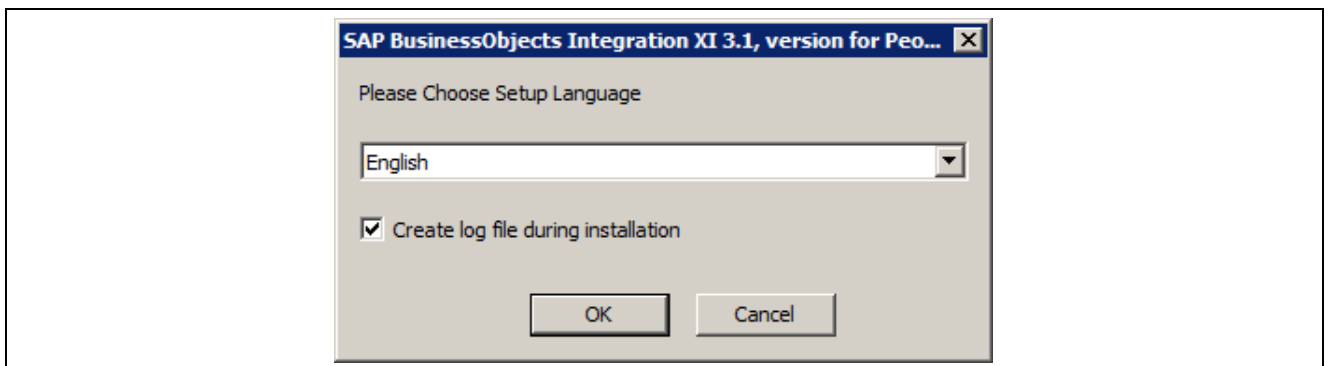 SAP BusinessObjects Integration XI 3.1, version for Peo...
Please Choose Setup Language
English
Create log file during installation
OK Cancel